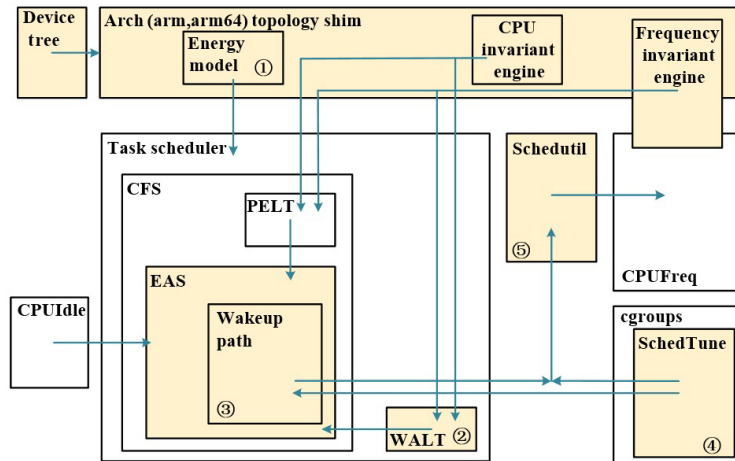 Device
tree
Arch (arm,arm64) topology shim
Energy
model
①
CPU
invariant
engine
Frequency
invariant
engine
Task scheduler
CFS
PELT
Schedutil
⑤
CPUFreq
EAS
Wakeup
path
③
CPUIdle
WALT
②
cgroups
SchedTune
④